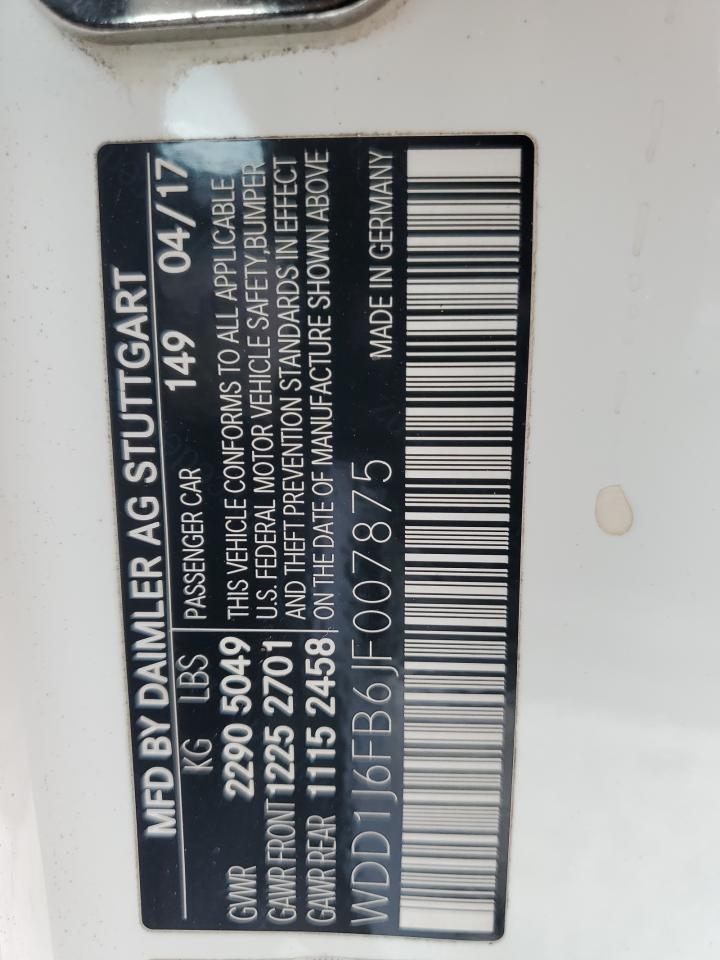 MFD BY DAIMLER AG STUTTGART
KG LBS PASSENGER CAR 149 04/17
GVWR 2290 5049 THIS VEHICLE CONFORMS TO ALL APPLICABLE
U.S. FEDERAL MOTOR VEHICLE SAFETY,BUMPER
GAWR FRONT 1225 2701 AND THEFT PREVENTION STANDARDS IN EFFECT
GAWR REAR 1115 2458 ON THE DATE OF MANUFACTURE SHOWN ABOVE
WDD1J6FB6JF007875 MADE IN GERMANY